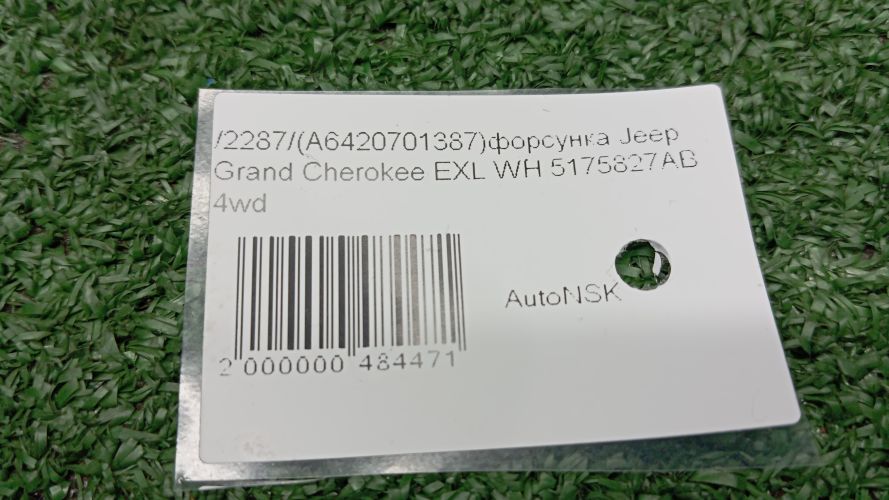 /2287/(A6420701387)форсунка Jeep
Grand Cherokee EXL WH 5175827AB
4wd
AutoNSK
2 000000 484471